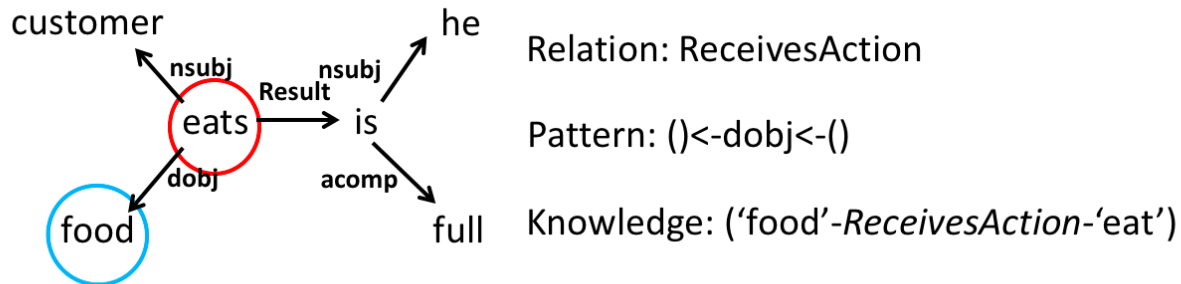 customer
he
nsubj
nsubj
Result
eats
is
dobj
acomp
food
full
Relation: ReceivesAction
Pattern: ()<-dobj<-()
Knowledge: (‘food’-ReceivesAction-‘eat’)